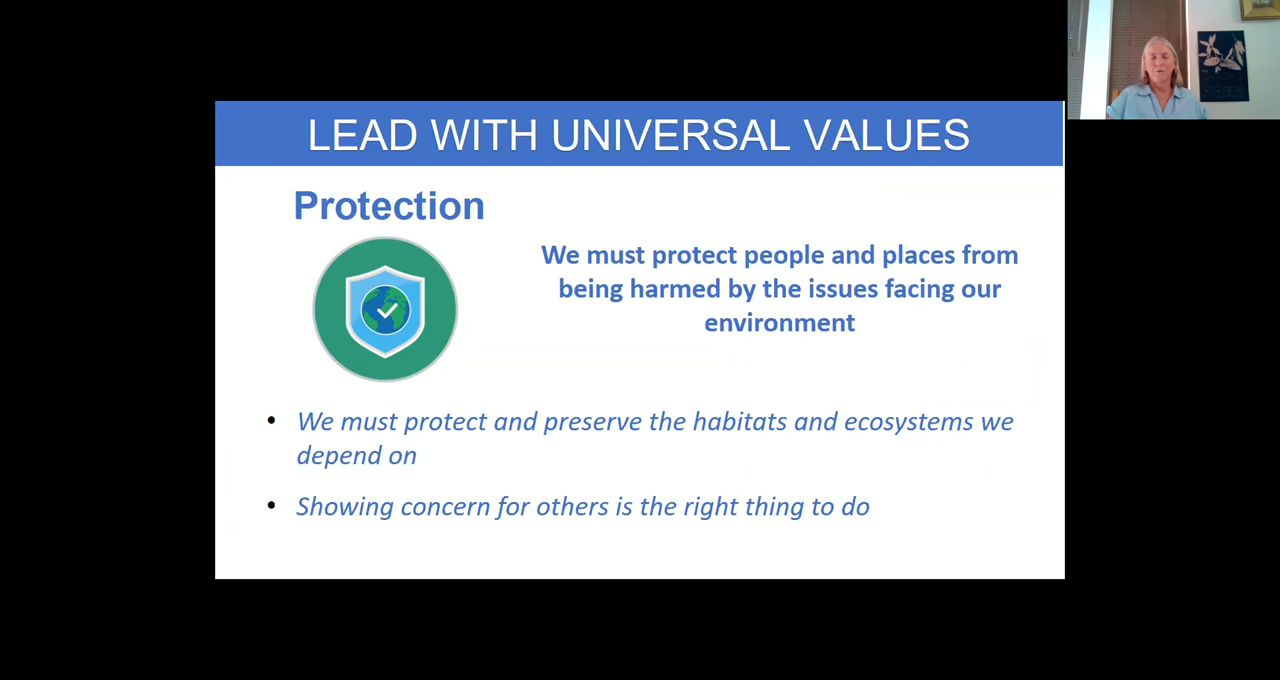 LEAD WITH UNIVERSAL VALUES
Protection
We must protect people and places from
being harmed by the issues facing our
environment
• We must protect and preserve the habitats and ecosystems we
depend on
• Showing concern for others is the right thing to do